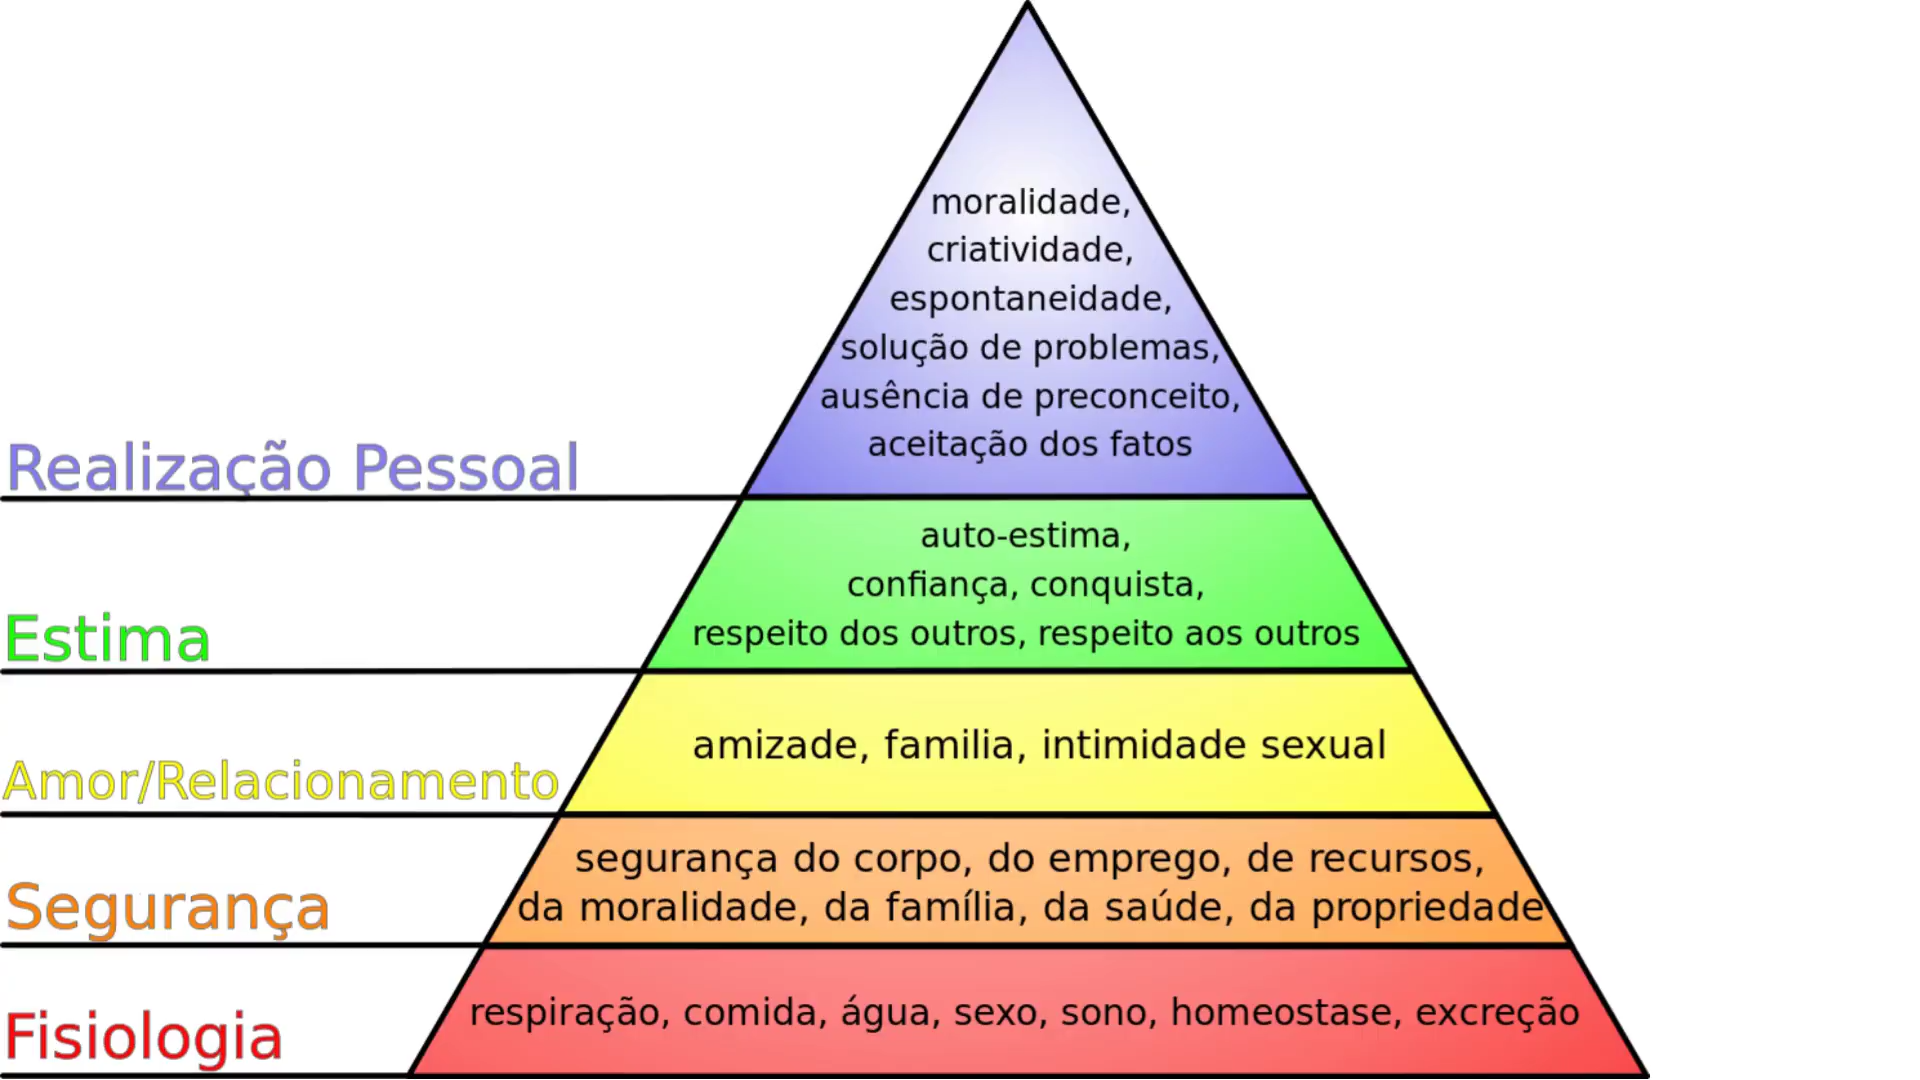 moralidade,
criatividade,
espontaneidade,
solução de problemas,
ausência de preconceito,
aceitação dos fatos
Realização Pessoal
auto-estima,
confiança, conquista,
respeito dos outros, respeito aos outros
Estima
amizade, familia, intimidade sexual
Amor/Relacionamento
segurança do corpo, do emprego, de recursos,
da moralidade, da família, da saúde, da propriedade
Segurança
respiração, comida, água, sexo, sono, homeostase, excreção
Fisiologia